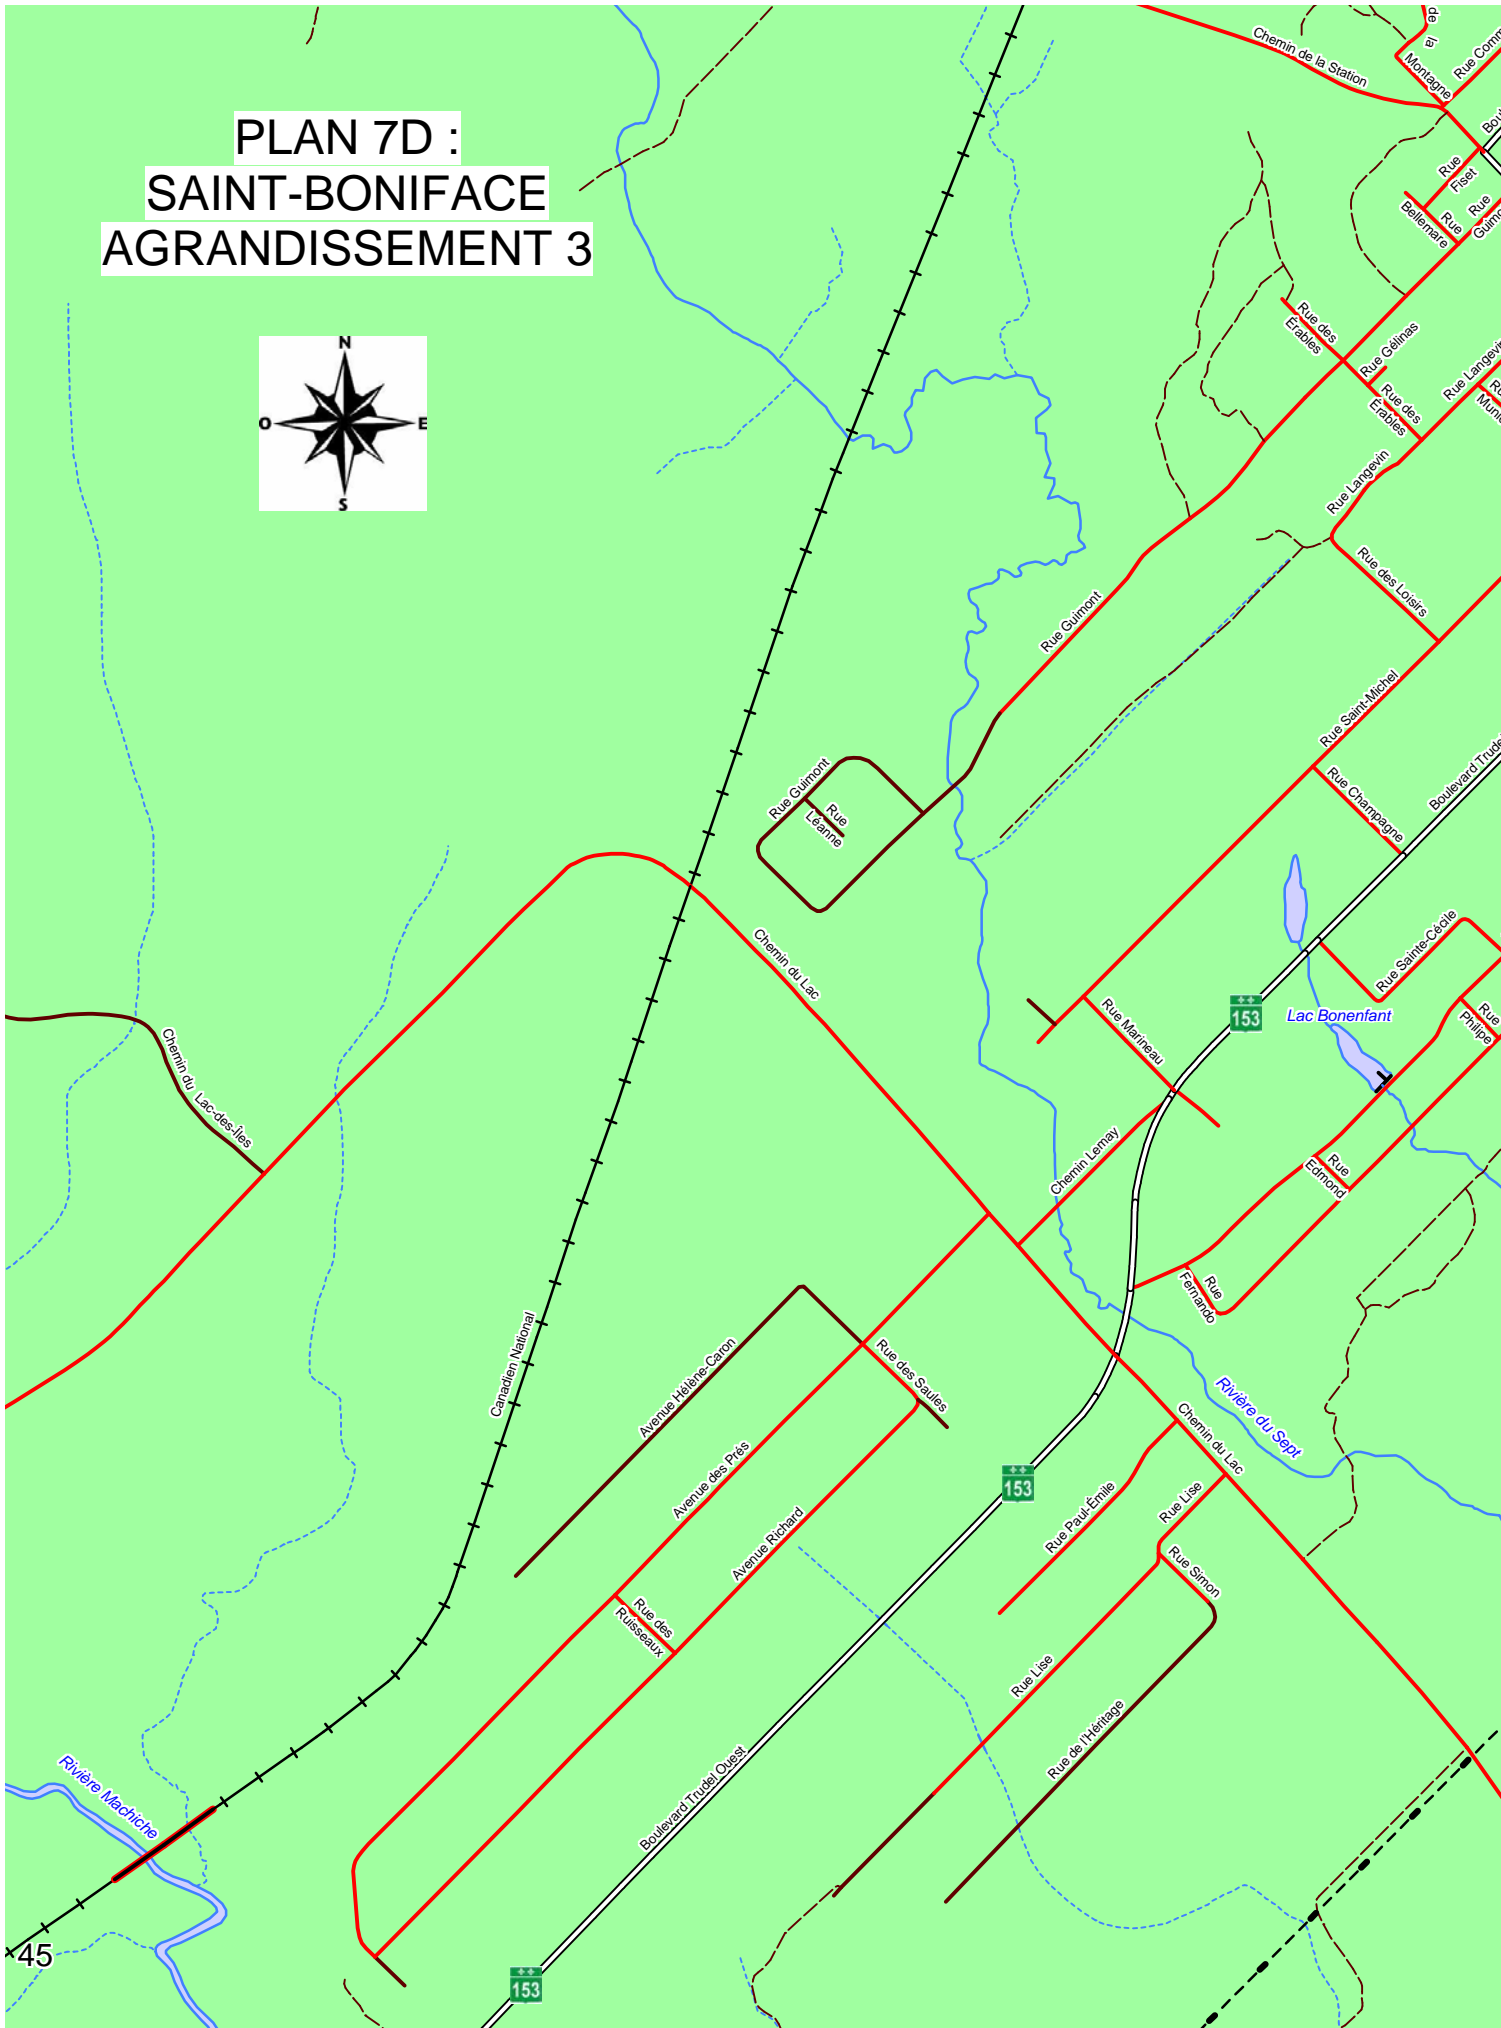 PLAN 7D :
SAINT-BONIFACE
AGRANDISSEMENT 3
N
O
E
S
Chemin de la Station
de la
Montagne
Rue
Rue
Fiset
Rue
Bellemare
Rue
Rue des
Érables
Rue Gélinas
Rue des
Érables
Rue
Rue Langevin
Rue des Loisirs
Rue Guimont
Rue Saint-Michel
Rue Champagne
Boulevard
Rue Guimont
Rue
Léanne
Chemin du Lac
Rue Sainte-Cécile
153
Lac Bonenfant
Rue
Philipe
Rue Marineau
Chemin du Lac-des-Îles
Chemin Lemay
Rue
Edmond
Rue
Fernando
Canadien National
Avenue Hélène-Caron
Rue des Saules
Rivière du Sept
Chemin du Lac
Avenue des Prés
153
Rue Paul-Émile
Rue Lise
Avenue Richard
Rue Simon
Rue des
Ruisseaux
Rue Lise
Rue de l'Héritage
Boulevard Trudel Ouest
Rivière Machiche
45
153